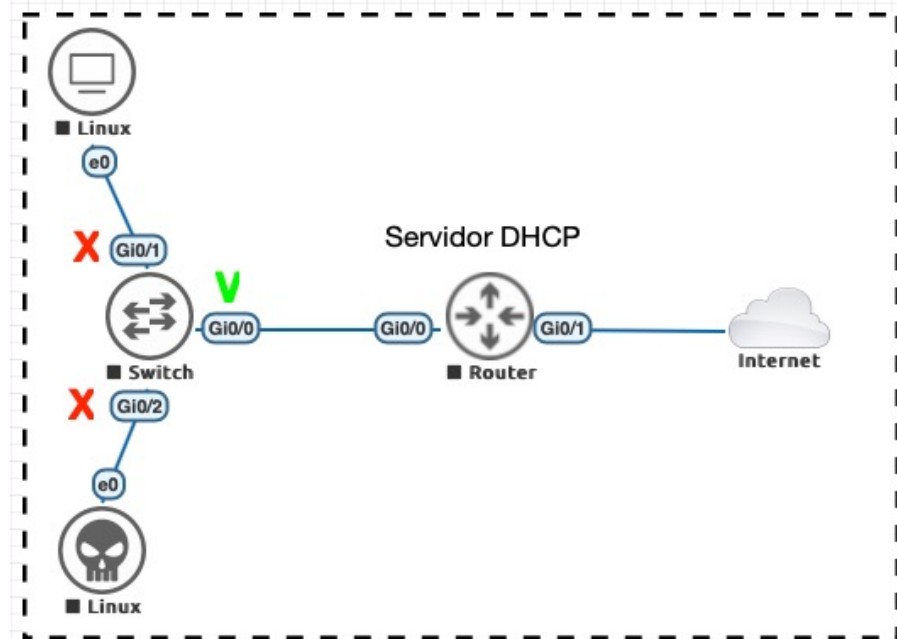 Linux
e0
X Gi0/1
Servidor DHCP
V
Gi0/0 Gi0/0 Gi0/1
Internet
Switch Router
X Gi0/2
e0
Linux